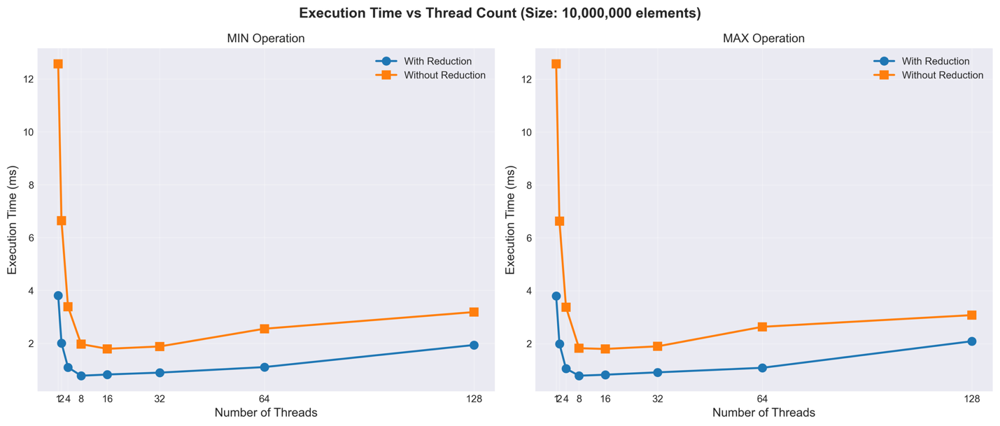 Execution Time vs Thread Count (Size: 10,000,000 elements)
MIN Operation
With Reduction
Without Reduction
Execution Time (ms)
12
10
8
6
4
2
1 2 4 8 16 32 64 128
Number of Threads
MAX Operation
With Reduction
Without Reduction
Execution Time (ms)
12
10
8
6
4
2
1 2 4 8 16 32 64 128
Number of Threads